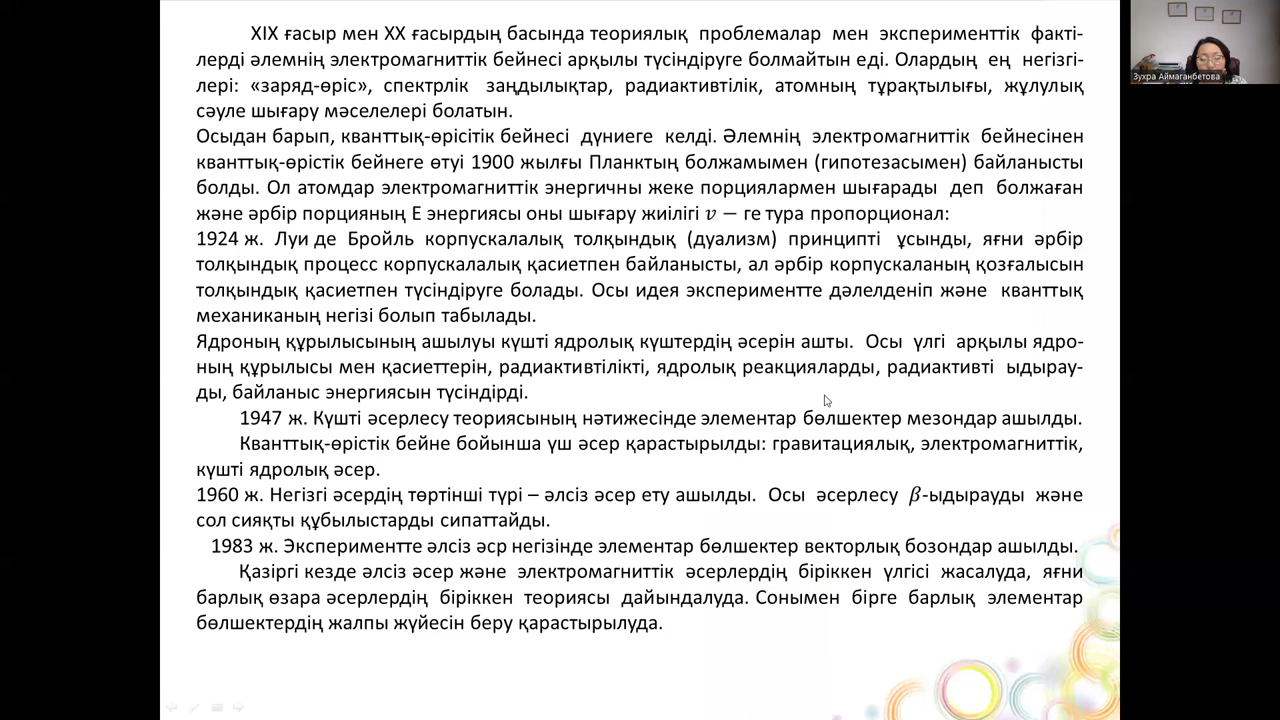 XIX ғасыр мен XX ғасырдың басында теориялық проблемалар мен эксперименттік факті-
лерді әлемнің электромагниттік бейнесі арқылы түсіндіруге болмайтын еді. Олардың ең негізгі-
лері: «заряд-өріс», спектрлік заңдылықтар, радиактивтілік, атомның тұрақтылығы, жұлулық
сәуле шығару мәселелері болатын.
Осыдан барып, кванттық-өрісітік бейнесі дүниеге келді. Әлемнің электромагниттік бейнесінен
кванттық-өрістік бейнеге өтуі 1900 жылғы Планктың болжамымен (гипотезасымен) байланысты
болды. Ол атомдар электромагниттік энергичны жеке порциялармен шығарады деп болжаған
және әрбір порцияның Е энергиясы оны шығару жиілігі 𝑣 − ге тура пропорционал:
1924 ж. Луи де Бройль корпускалалық толқындық (дуализм) принципті ұсынды, яғни әрбір
толқындық процесс корпускалалық қасиетпен байланысты, ал әрбір корпускаланың қозғалысын
толқындық қасиетпен түсіндіруге болады. Осы идея экспериментте дәлелденіп және кванттық
механиканың негізі болып табылады.
Ядроның құрылысының ашылуы күшті ядролық күштердің әсерін ашты. Осы үлгі арқылы ядро-
ның құрылысы мен қасиеттерін, радиактивтілікті, ядролық реакцияларды, радиактивті ыдырау-
ды, байланыс энергиясын түсіндірді.
1947 ж. Күшті әсерлесу теориясының нәтижесінде элементар бөлшектер мезондар ашылды.
Кванттық-өрістік бейне бойынша үш әсер қарастырылды: гравитациялық, электромагниттік,
күшті ядролық әсер.
1960 ж. Негізгі әсердің төртінші түрі – әлсіз әсер ету ашылды. Осы әсерлесу 𝛽-ыдырауды және
сол сияқты құбылыстарды сипаттайды.
1983 ж. Экспериментте әлсіз әср негізінде элементар бөлшектер векторлық бозондар ашылды.
Қазіргі кезде әлсіз әсер және электромагниттік әсерлердің біріккен үлгісі жасалуда, яғни
барлық өзара әсерлердің біріккен теориясы дайындалуда. Сонымен бірге барлық элементар
бөлшектердің жалпы жүйесін беру қарастырылуда.
Зухра Аймаганбетова